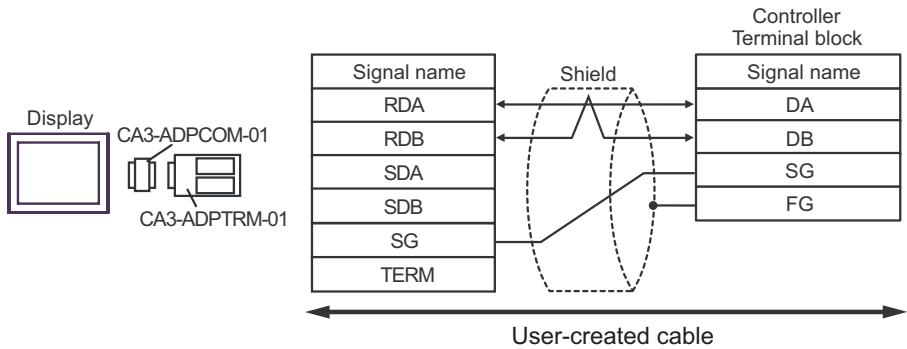 Controller
Terminal block
Signal name
Shield
Signal name
RDA
DA
Display
CA3-ADPCOM-01
RDB
DB
SDA
SG
SDB
FG
CA3-ADPTRM-01
SG
TERM
User-created cable